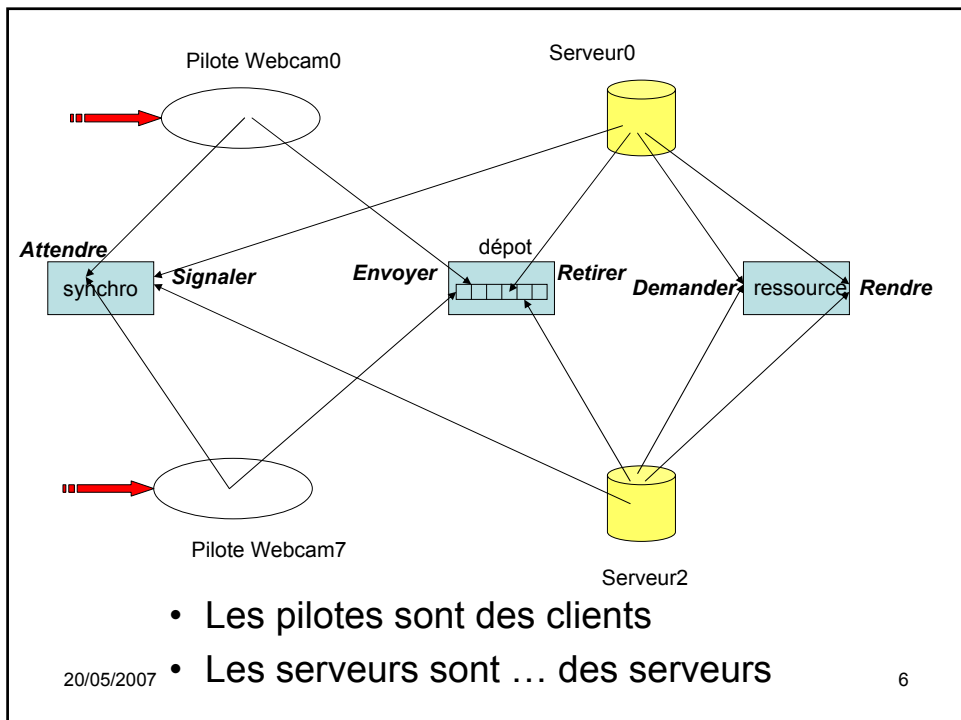 Pilote Webcam0
Serveur0
Attendre
synchro
Signaler
Envoyer
dépot
Retirer
Demander
ressource
Rendre
Pilote Webcam7
Serveur2
• Les pilotes sont des clients
• Les serveurs sont … des serveurs
20/05/2007
6